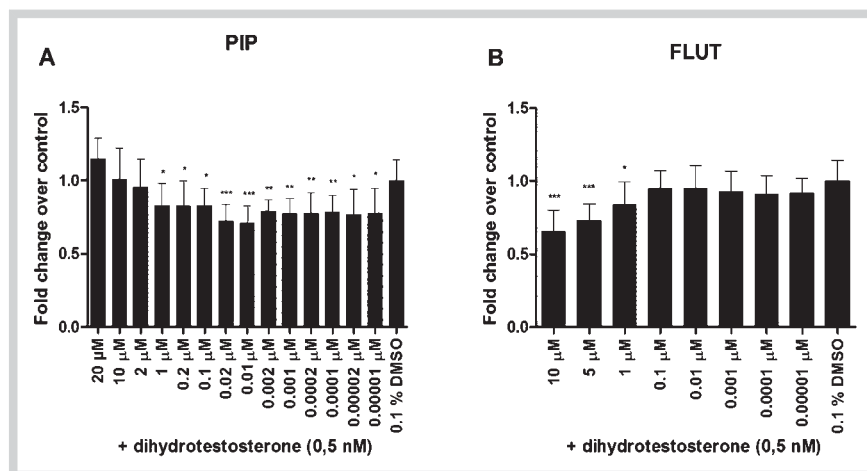 A
PIP
Fold change over control
1.5
1.0
0.5
0.0
* * * *** *** ** ** ** ** * *
20 µM
10 µM
2 µM
1 µM
0.2 µM
0.1 µM
0.02 µM
0.01 µM
0.002 µM
0.001 µM
0.0002 µM
0.0001 µM
0.00002 µM
0.00001 µM
0.1 % DMSO
+ dihydrotestosterone (0,5 nM)
B
FLUT
Fold change over control
1.5
1.0
0.5
0.0
*** *** *
10 µM
5 µM
1 µM
0.1 µM
0.01 µM
0.001 µM
0.0001 µM
0.00001 µM
0.1 % DMSO
+ dihydrotestosterone (0,5 nM)